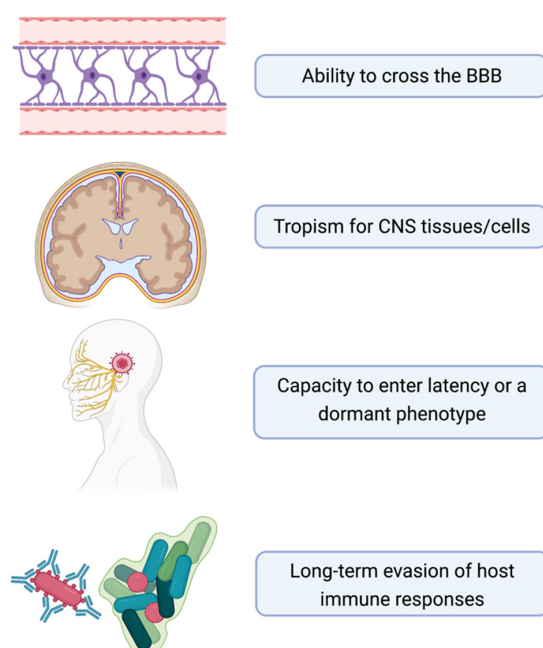 Ability to cross the BBB
Tropism for CNS tissues/cells
Capacity to enter latency or a
dormant phenotype
Long-term evasion of host
immune responses